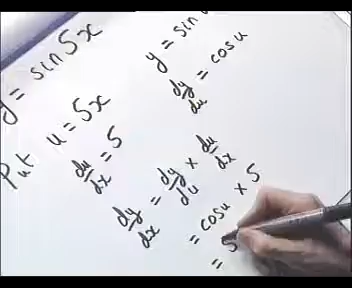 y = sin 5x
Put u = 5x
du/dx = 5
y = sin
dy/du = cos u
dy/dx = dy/du × du/dx
= cos u × 5
= 5